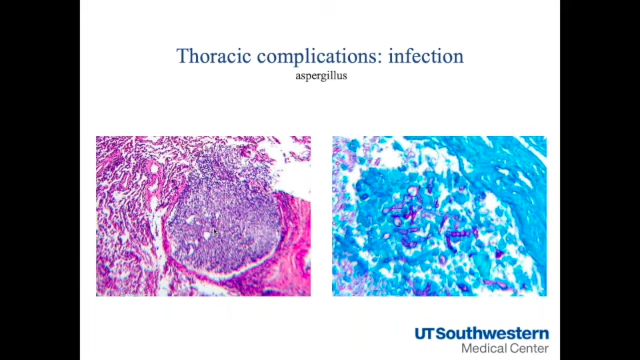 Thoracic complications: infection
aspergillus
UTSouthwestern
Medical Center